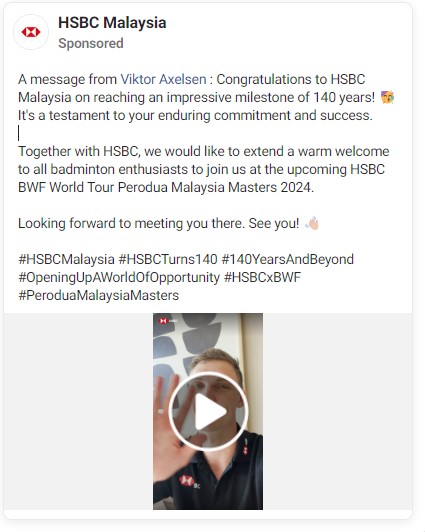 HSBC Malaysia
Sponsored
A message from Viktor Axelsen : Congratulations to HSBC
Malaysia on reaching an impressive milestone of 140 years! 🥳
It's a testament to your enduring commitment and success.
Together with HSBC, we would like to extend a warm welcome
to all badminton enthusiasts to join us at the upcoming HSBC
BWF World Tour Perodua Malaysia Masters 2024.
Looking forward to meeting you there. See you! 👋🏻
#HSBCMalaysia #HSBCTurns140 #140YearsAndBeyond
#OpeningUpAWorldOfOpportunity #HSBCxBWF
#PeroduaMalaysiaMasters